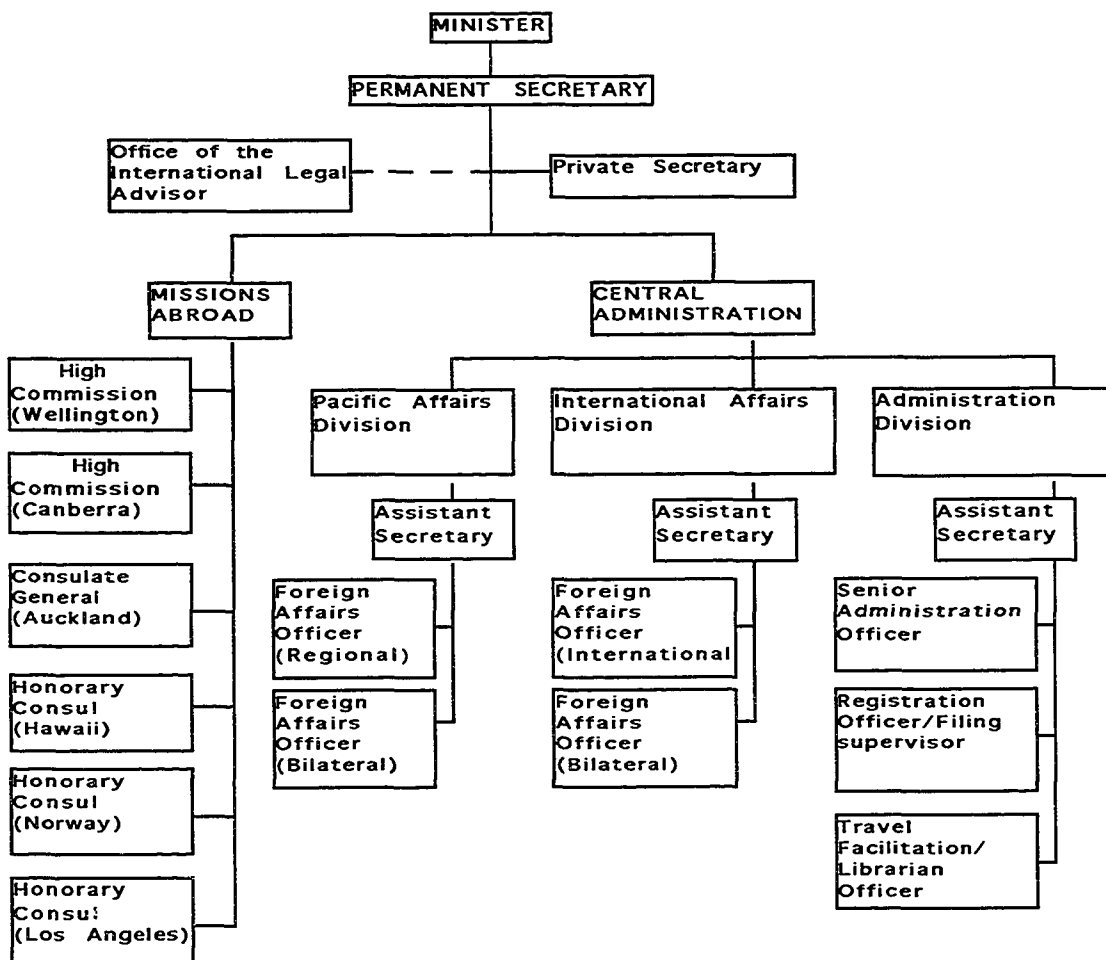 MINISTER
PERMANENT SECRETARY
Office of the
International Legal
Advisor
Private Secretary
MISSIONS
ABROAD
CENTRAL
ADMINISTRATION
High
Commission
(Wellington)
High
Commission
(Canberra)
Consulate
General
(Auckland)
Honorary
Consul
(Hawaii)
Honorary
Consul
(Norway)
Honorary
Consul
(Los Angeles)
Pacific Affairs
Division
Assistant
Secretary
Foreign
Affairs
Officer
(Regional)
Foreign
Affairs
Officer
(Bilateral)
International Affairs
Division
Assistant
Secretary
Foreign
Affairs
Officer
(International
Foreign
Affairs
Officer
(Bilateral)
Administration
Division
Assistant
Secretary
Senior
Administration
Officer
Registration
Officer/Filing
supervisor
Travel
Facilitation/
Librarian
Officer